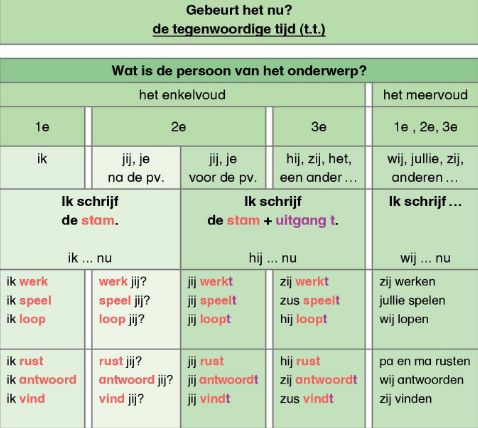 Gebeurt het nu?
de tegenwoordige tijd (t.t.)
Wat is de persoon van het onderwerp?
het enkelvoud het meervoud
1e 2e 3e 1e , 2e, 3e
ik jij, je jij, je hij, zij, het, wij, jullie, zij,
na de pv. voor de pv. een ander ... anderen ...
Ik schrijf Ik schrijf Ik schrijf ...
de stam. de stam + uitgang t.
ik ... nu hij ... nu wij ... nu
ik werk werk jij? jij werkt zij werkt zij werken
ik speel speel jij? jij speelt zus speelt jullie spelen
ik loop loop jij? jij loopt hij loopt wij lopen
ik rust rust jij? jij rust hij rust pa en ma rusten
ik antwoord antwoord jij? jij antwoordt zij antwoordt wij antwoorden
ik vind vind jij? jij vindt zus vindt zij vinden